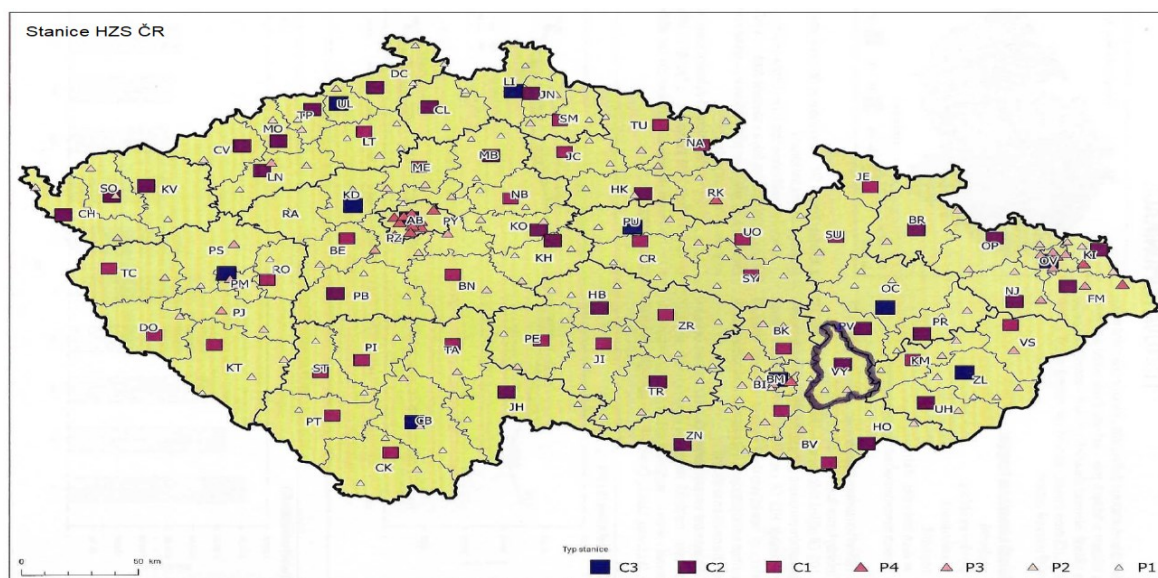 Stanice HZS ČR
DC
LI
JN
UL
TP
CL
SM
TU
MO
LT
CV
NA
MB
JC
ME
LN
SO
KV
KD
NB
HK
RK
JE
CH
RA
AB
PY
PU
BR
PZ
KO
UO
SUJ
OP
PS
BE
CR
KI
OV
KH
RO
TC
PM
PB
BN
SY
OC
NJ
FM
HB
PJ
DO
ZR
BK
PV
PR
VS
KT
PI
TA
PE
JI
ST
VY
KM
BM
BI
ZL
TR
PT
ČB
JH
UH
HO
ZN
BV
CK
0 50 km
Typ stanice
C3 C2 C1 P4 P3 P2 P1